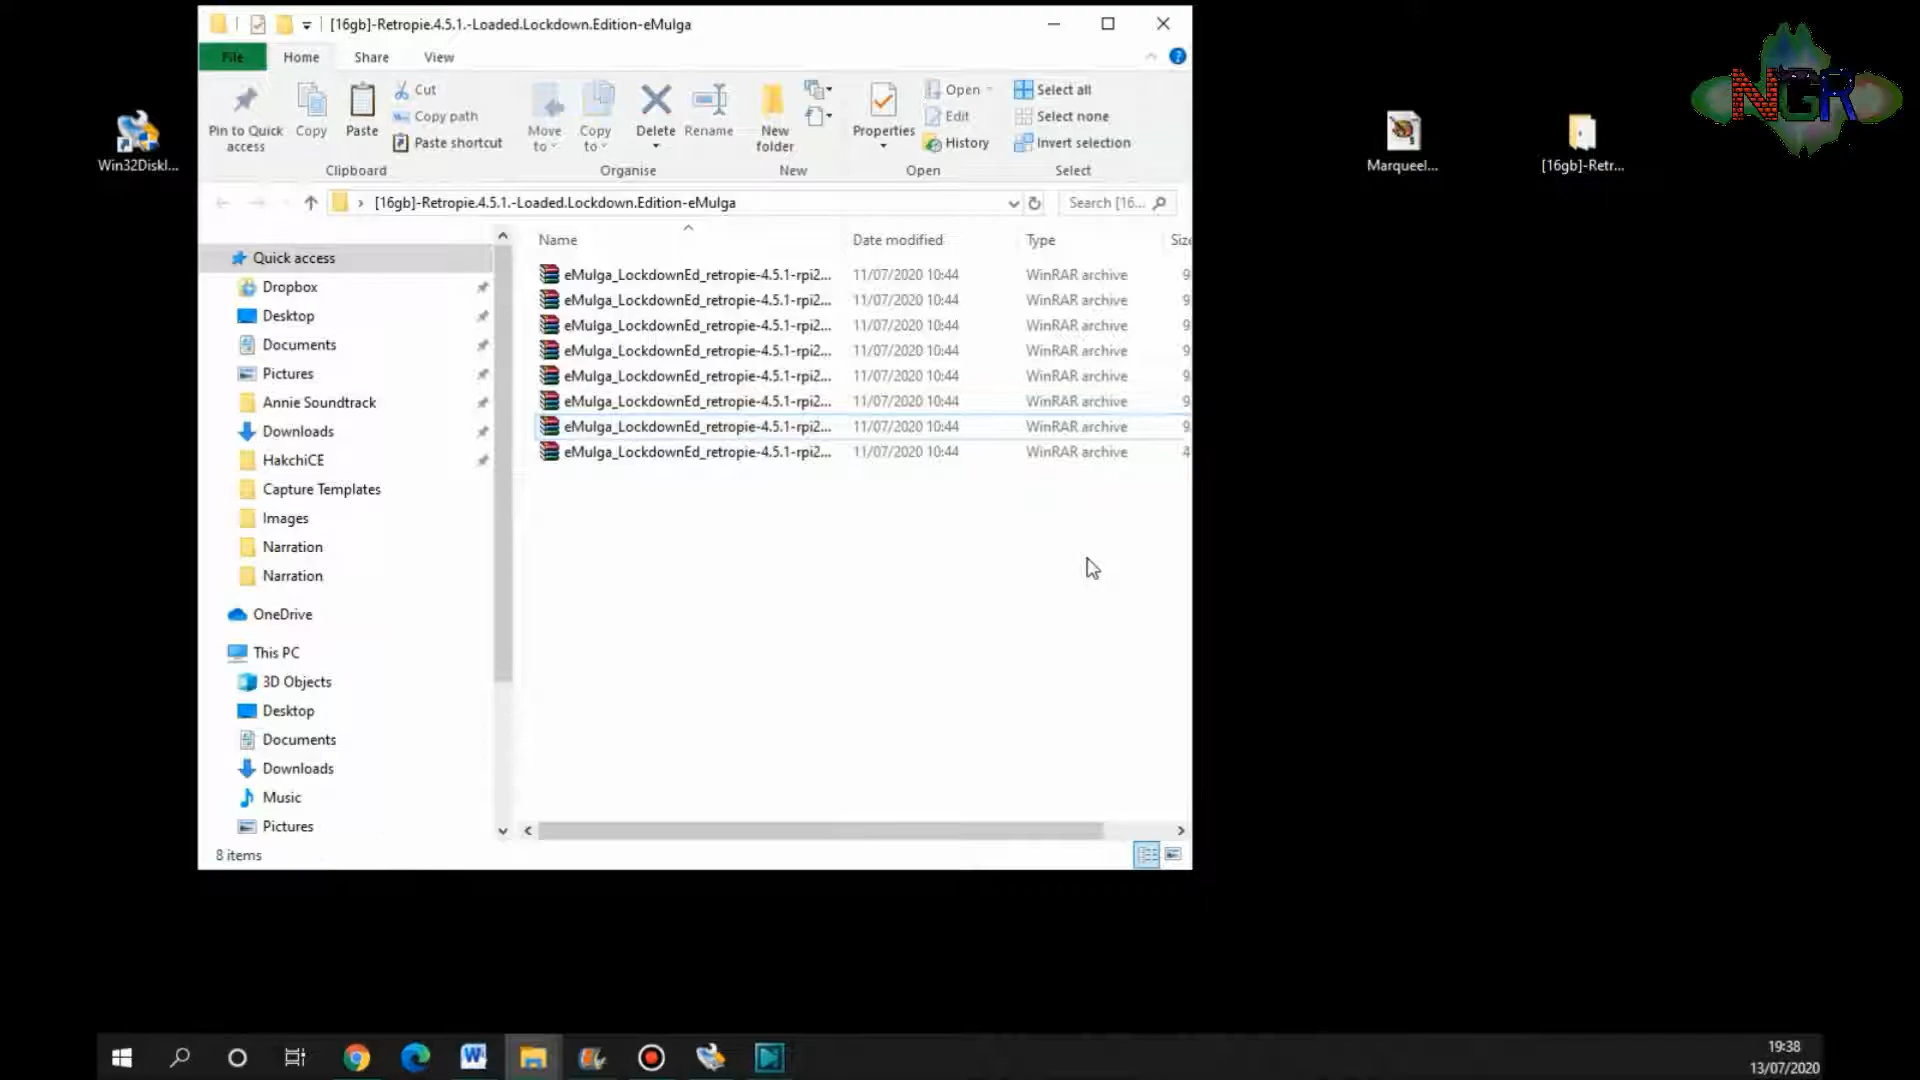 [16gb]-Retropie.4.5.1.-Loaded.Lockdown.Edition-eMulga
File Home Share View
Pin to Quick access
Copy
Paste
Cut
Copy path
Paste shortcut
Move to
Copy to
Delete
Rename
New folder
Properties
Open
Edit
History
Select all
Select none
Invert selection
Clipboard Organise New Open Select
[16gb]-Retropie.4.5.1.-Loaded.Lockdown.Edition-eMulga
Search [16...
Quick access
Dropbox
Desktop
Documents
Pictures
Annie Soundtrack
Downloads
HakchiCE
Capture Templates
Images
Narration
Narration
OneDrive
This PC
3D Objects
Desktop
Documents
Downloads
Music
Pictures
Name Date modified Type Size
eMulga_LockdownEd_retropie-4.5.1-rpi2... 11/07/2020 10:44 WinRAR archive 9
eMulga_LockdownEd_retropie-4.5.1-rpi2... 11/07/2020 10:44 WinRAR archive 9
eMulga_LockdownEd_retropie-4.5.1-rpi2... 11/07/2020 10:44 WinRAR archive 9
eMulga_LockdownEd_retropie-4.5.1-rpi2... 11/07/2020 10:44 WinRAR archive 9
eMulga_LockdownEd_retropie-4.5.1-rpi2... 11/07/2020 10:44 WinRAR archive 9
eMulga_LockdownEd_retropie-4.5.1-rpi2... 11/07/2020 10:44 WinRAR archive 9
eMulga_LockdownEd_retropie-4.5.1-rpi2... 11/07/2020 10:44 WinRAR archive 9
eMulga_LockdownEd_retropie-4.5.1-rpi2... 11/07/2020 10:44 WinRAR archive 4
8 items
Win32DiskI...
Marqueel...
[16gb]-Retr...
NGR
19:38
13/07/2020